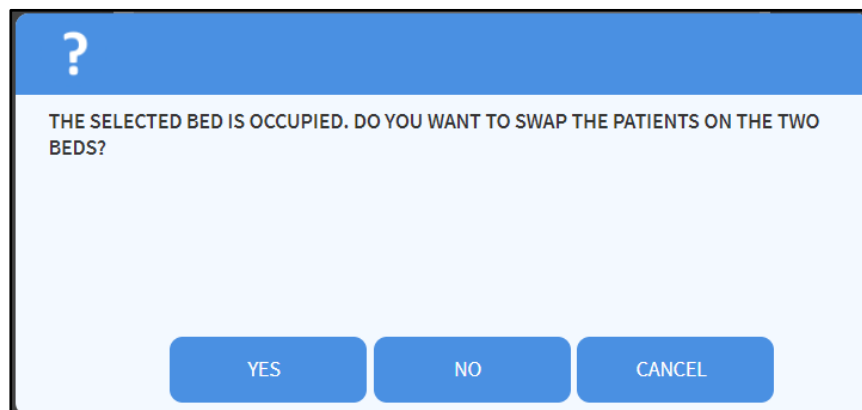 ?
THE SELECTED BED IS OCCUPIED. DO YOU WANT TO SWAP THE PATIENTS ON THE TWO
BEDS?
YES NO CANCEL